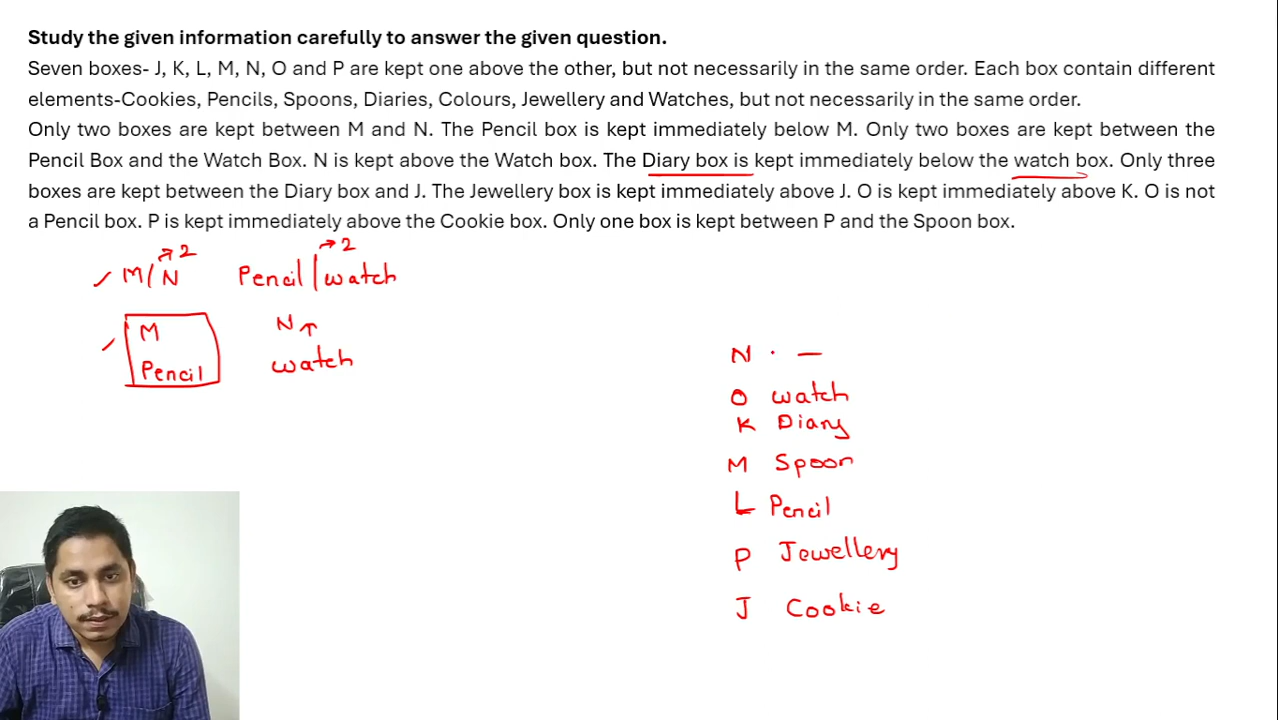 Study the given information carefully to answer the given question.
Seven boxes- J, K, L, M, N, O and P are kept one above the other, but not necessarily in the same order. Each box contain different
elements-Cookies, Pencils, Spoons, Diaries, Colours, Jewellery and Watches, but not necessarily in the same order.
Only two boxes are kept between M and N. The Pencil box is kept immediately below M. Only two boxes are kept between the
Pencil Box and the Watch Box. N is kept above the Watch box. The Diary box is kept immediately below the watch box. Only three
boxes are kept between the Diary box and J. The Jewellery box is kept immediately above J. O is kept immediately above K. O is not
a Pencil box. P is kept immediately above the Cookie box. Only one box is kept between P and the Spoon box.
✓ M/N →2 Pencil/watch →2
✓ M N↑
Pencil watch
N · —
O watch
K Diary
M Spoon
L Pencil
P Jewellery
J Cookie